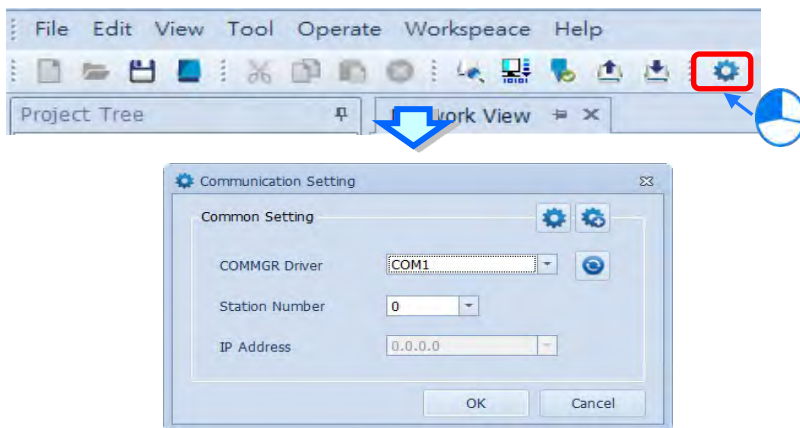 File Edit View Tool Operate Workspeace Help
Project Tree
work View
Communication Setting
Common Setting
COMMGR Driver COM1
Station Number 0
IP Address 0.0.0.0
OK Cancel